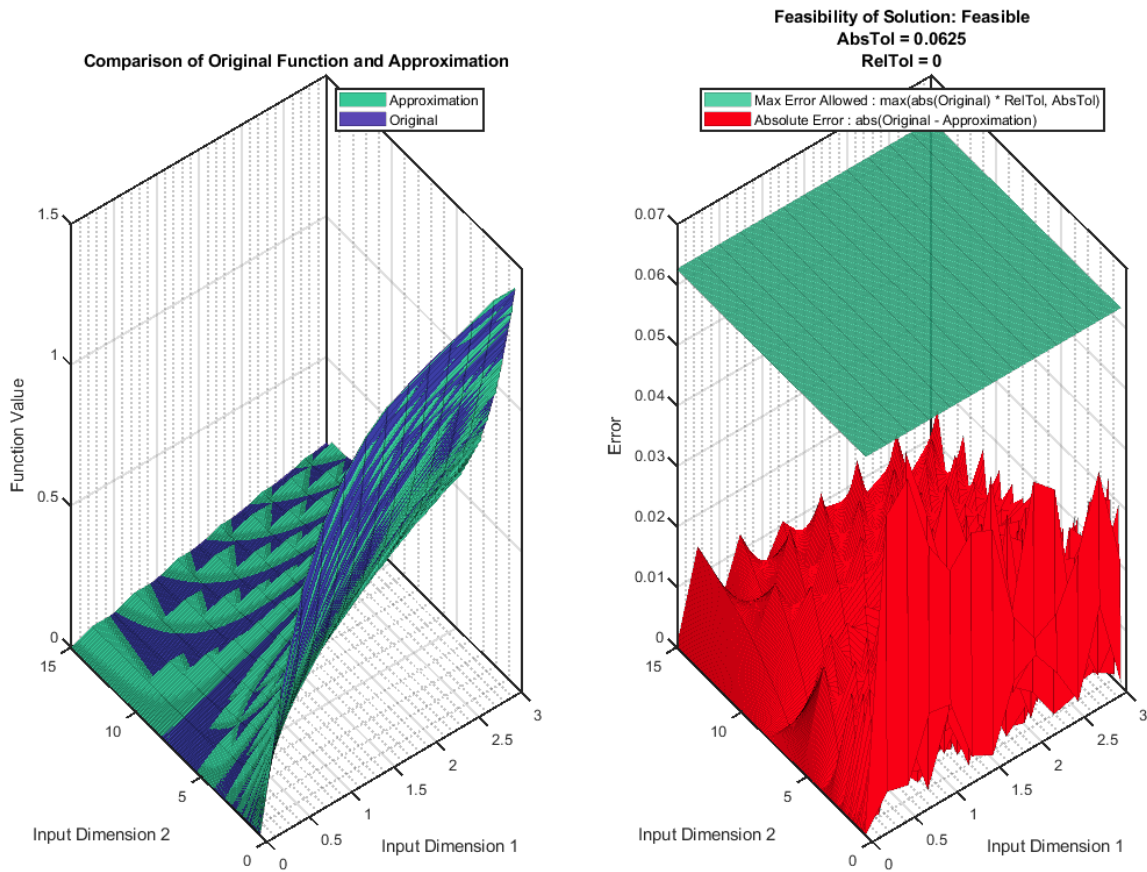 Comparison of Original Function and Approximation
Approximation
Original
Function Value
1.5
1
0.5
0
15
10
5
0
Input Dimension 2
0
0.5
1
1.5
2
2.5
3
Input Dimension 1
Feasibility of Solution: Feasible
AbsTol = 0.0625
RelTol = 0
Max Error Allowed : max(abs(Original) * RelTol, AbsTol)
Absolute Error : abs(Original - Approximation)
Error
0.07
0.06
0.05
0.04
0.03
0.02
0.01
0
15
10
5
0
Input Dimension 2
0
0.5
1
1.5
2
2.5
3
Input Dimension 1